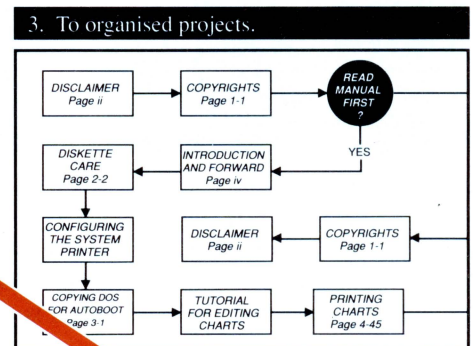 3. To organised projects.
DISCLAIMER
Page ii
COPYRIGHTS
Page 1-1
READ
MANUAL
FIRST
?
YES
DISKETTE
CARE
Page 2-2
INTRODUCTION
AND FORWARD
Page iv
CONFIGURING
THE SYSTEM
PRINTER
DISCLAIMER
Page ii
COPYRIGHTS
Page 1-1
COPYING DOS
FOR AUTOBOOT
Page 3-1
TUTORIAL
FOR EDITING
CHARTS
PRINTING
CHARTS
Page 4-45